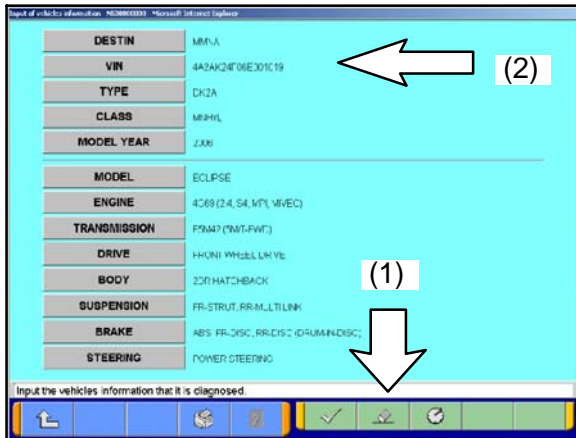 Input of vehicles information Microsoft Internet Explorer
DESTIN MMNA
VIN
(2)
TYPE DK2A
CLASS MNHYL
MODEL YEAR 2006
MODEL ECLIPSE
ENGINE 4G69 (2.4, S4, MPI, MIVEC)
TRANSMISSION F5M42 (5M/T-FWD)
DRIVE FRONT WHEEL DRIVE
BODY 2DR HATCHBACK
(1)
SUSPENSION FR-STRUT, RR-MULTI LINK
BRAKE ABS FR-DISC, RR-DISC (DRUM-IN-DISC)
STEERING POWER STEERING
Input the vehicles information that it is diagnosed.